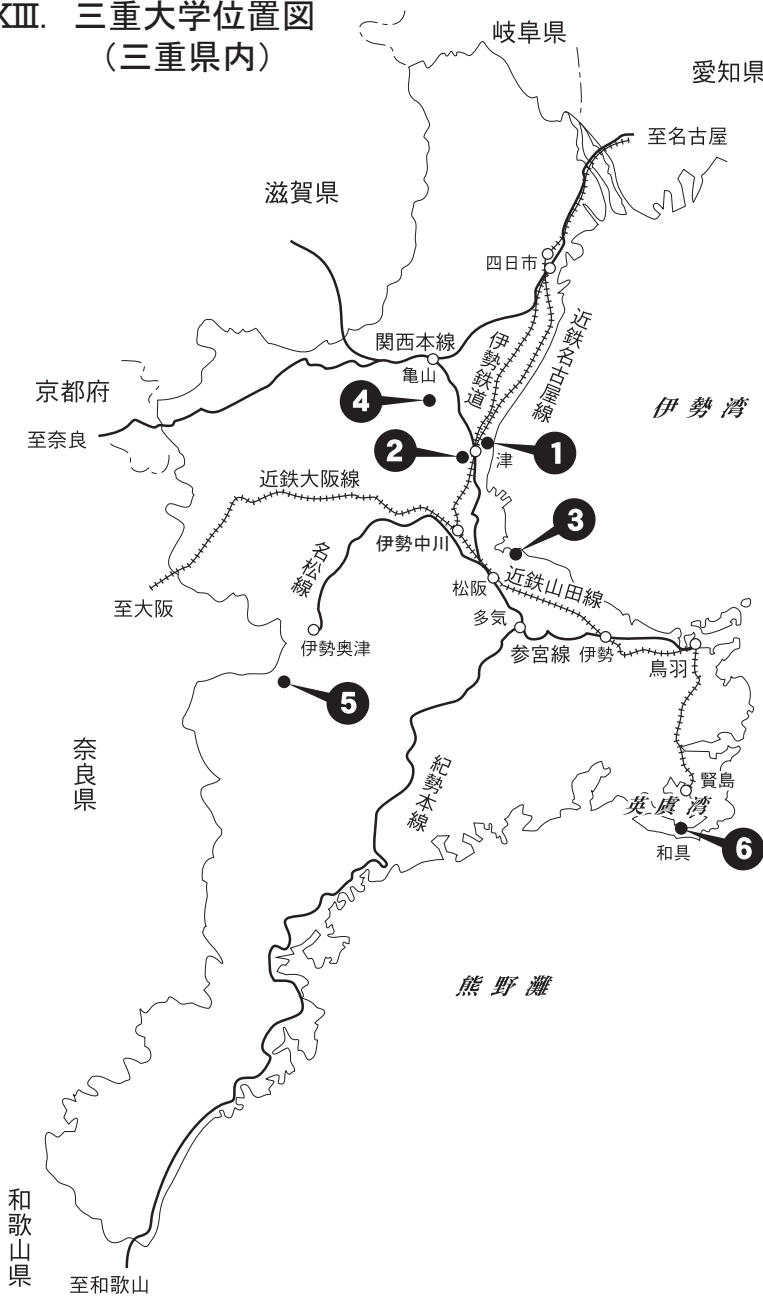 XIII. 三重大学位置図
（三重県内）
岐阜県
愛知県
至名古屋
滋賀県
四日市
近鉄名古屋線
伊勢鉄道
関西本線
亀山
京都府
至奈良
伊勢湾
4
2
1
津
近鉄大阪線
3
伊勢中川
名松線
至大阪
松阪
近鉄山田線
多気
伊勢奥津
参宮線
伊勢
鳥羽
5
奈良県
紀勢本線
賢島
英虞湾
和具
6
熊野灘
和歌山県
至和歌山